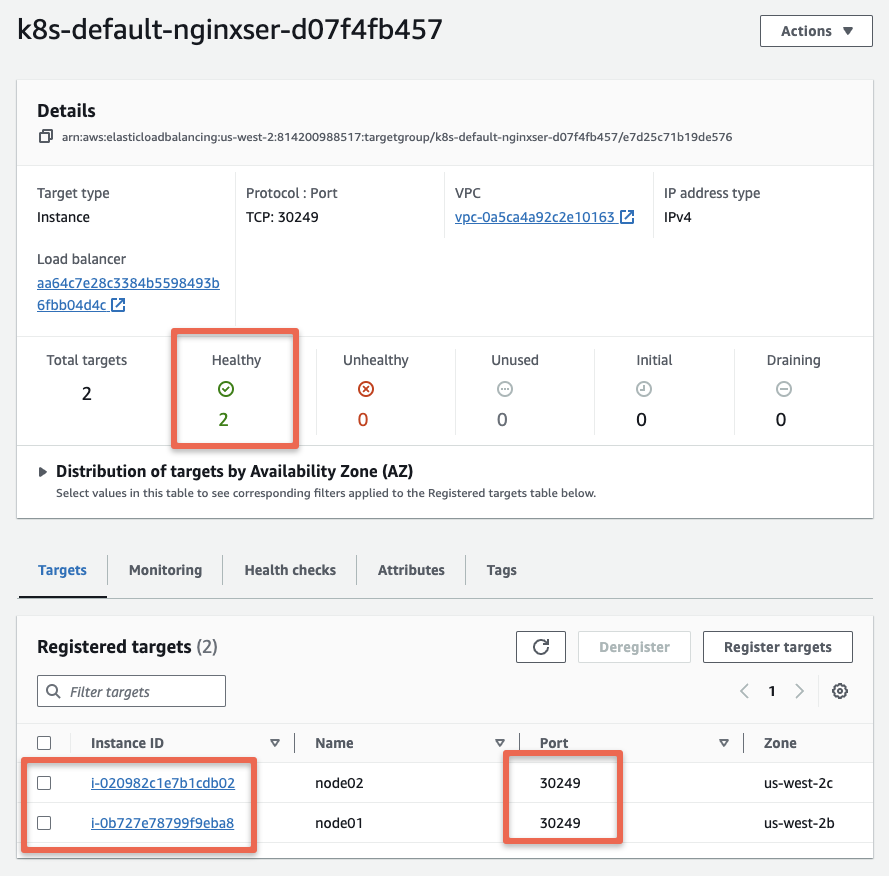 k8s-default-nginxser-d07f4fb457
Actions
Details
arn:aws:elasticloadbalancing:us-west-2:814200988517:targetgroup/k8s-default-nginxser-d07f4fb457/e7d25c71b19de576
Target type
Instance
Protocol : Port
TCP: 30249
VPC
vpc-0a5ca4a92c2e10163
IP address type
IPv4
Load balancer
aa64c7e28c3384b5598493b
6fbb04d4c
Total targets
2
Healthy
2
Unhealthy
0
Unused
0
Initial
0
Draining
0
Distribution of targets by Availability Zone (AZ)
Select values in this table to see corresponding filters applied to the Registered targets table below.
Targets Monitoring Health checks Attributes Tags
Registered targets (2)
Deregister
Register targets
Filter targets
1
Instance ID Name Port Zone
i-020982c1e7b1cdb02 node02 30249 us-west-2c
i-0b727e78799f9eba8 node01 30249 us-west-2b